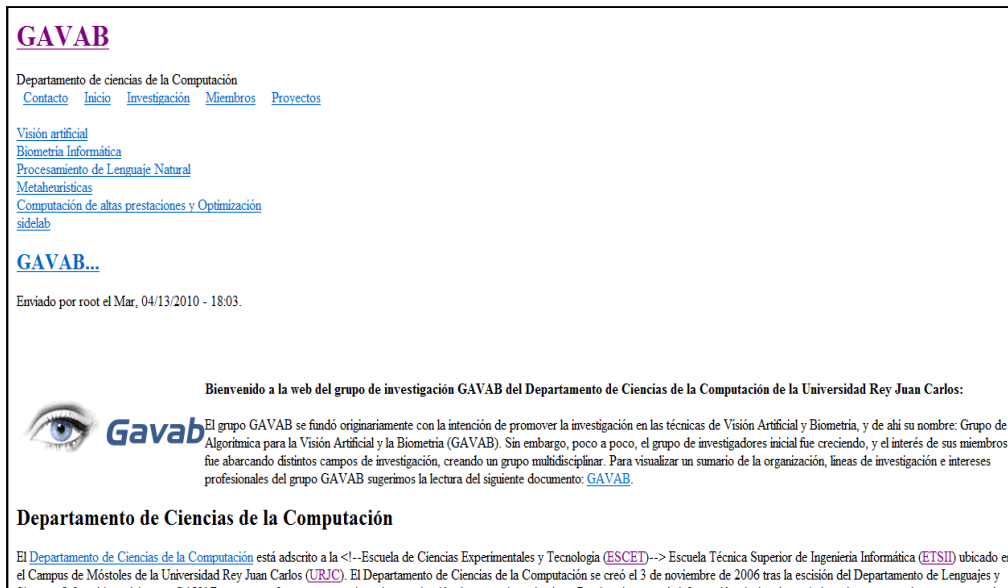 GAVAB
Departamento de ciencias de la Computación
Contacto Inicio Investigación Miembros Proyectos
Visión artificial
Biometría Informática
Procesamiento de Lenguaje Natural
Metaheurísticas
Computación de altas prestaciones y Optimización
sidelab
GAVAB...
Enviado por root el Mar, 04/13/2010 - 18:03.
Bienvenido a la web del grupo de investigación GAVAB del Departamento de Ciencias de la Computación de la Universidad Rey Juan Carlos:
Gavab
El grupo GAVAB se fundó originariamente con la intención de promover la investigación en las técnicas de Visión Artificial y Biometria, y de ahi su nombre: Grupo de
Algoritmica para la Visión Artificial y la Biometria (GAVAB). Sin embargo, poco a poco, el grupo de investigadores inicial fue creciendo, y el interés de sus miembros
fue abarcando distintos campos de investigación, creando un grupo multidisciplinar. Para visualizar un sumario de la organización, lineas de investigación e intereses
profesionales del grupo GAVAB sugerimos la lectura del siguiente documento: GAVAB.
Departamento de Ciencias de la Computación
El Departamento de Ciencias de la Computación está adscrito a la <!--Escuela de Ciencias Experimentales y Tecnología (ESCET)--> Escuela Técnica Superior de Ingeniería Informática (ETSII) ubicado en
el Campus de Móstoles de la Universidad Rey Juan Carlos (URJC). El Departamento de Ciencias de la Computación se creó el 3 de noviembre de 2006 tras la escisión del Departamento de Lenguajes y